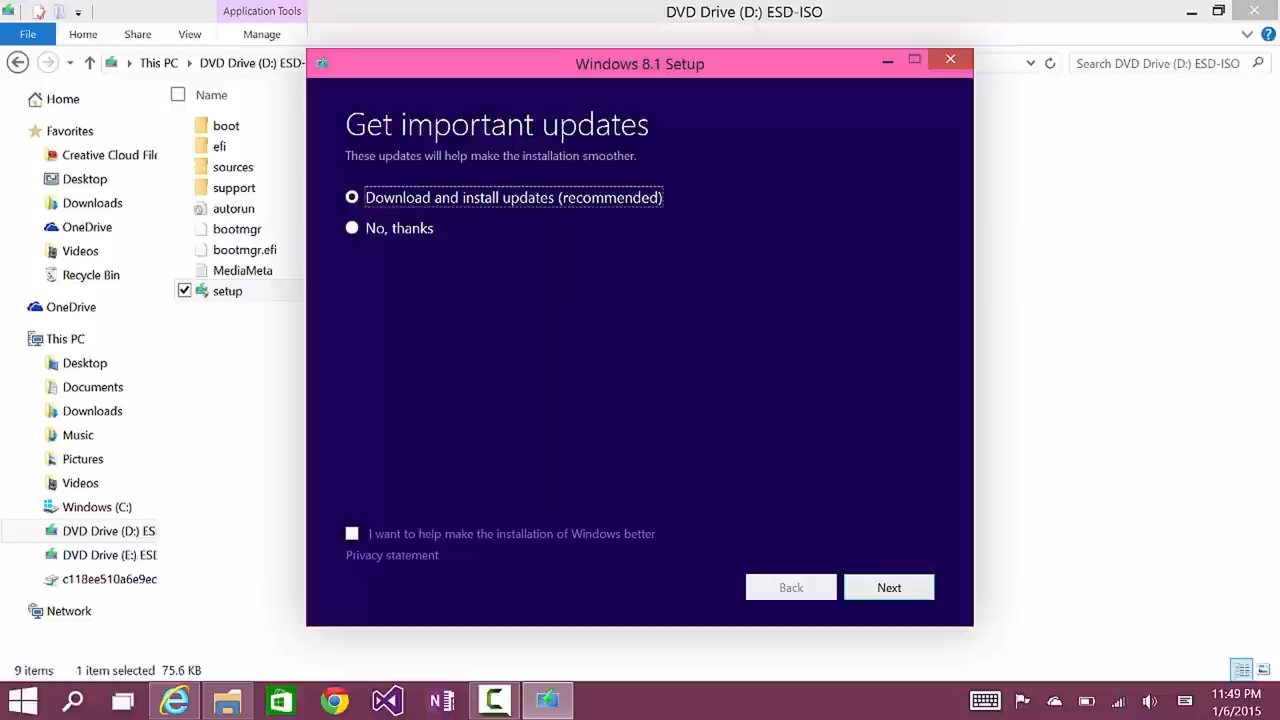 Application Tools
DVD Drive (D:) ESD-ISO
File
Home
Share
View
Manage
This PC
DVD Drive (D:) ESD-
Search DVD Drive (D:) ESD-ISO
Home
Favorites
Creative Cloud File
Desktop
Downloads
OneDrive
Videos
Recycle Bin
OneDrive
This PC
Desktop
Documents
Downloads
Music
Pictures
Videos
Windows (C:)
DVD Drive (D:) ES
DVD Drive (E:) ESD
c118ee510a6e9ec
Network
Name
boot
efi
sources
support
autorun
bootmgr
bootmgr.efi
MediaMeta
setup
Windows 8.1 Setup
Get important updates
These updates will help make the installation smoother.
Download and install updates (recommended)
No, thanks
I want to help make the installation of Windows better
Privacy statement
Back
Next
9 items
1 item selected 75.6 KB
11:49 PM
1/6/2015